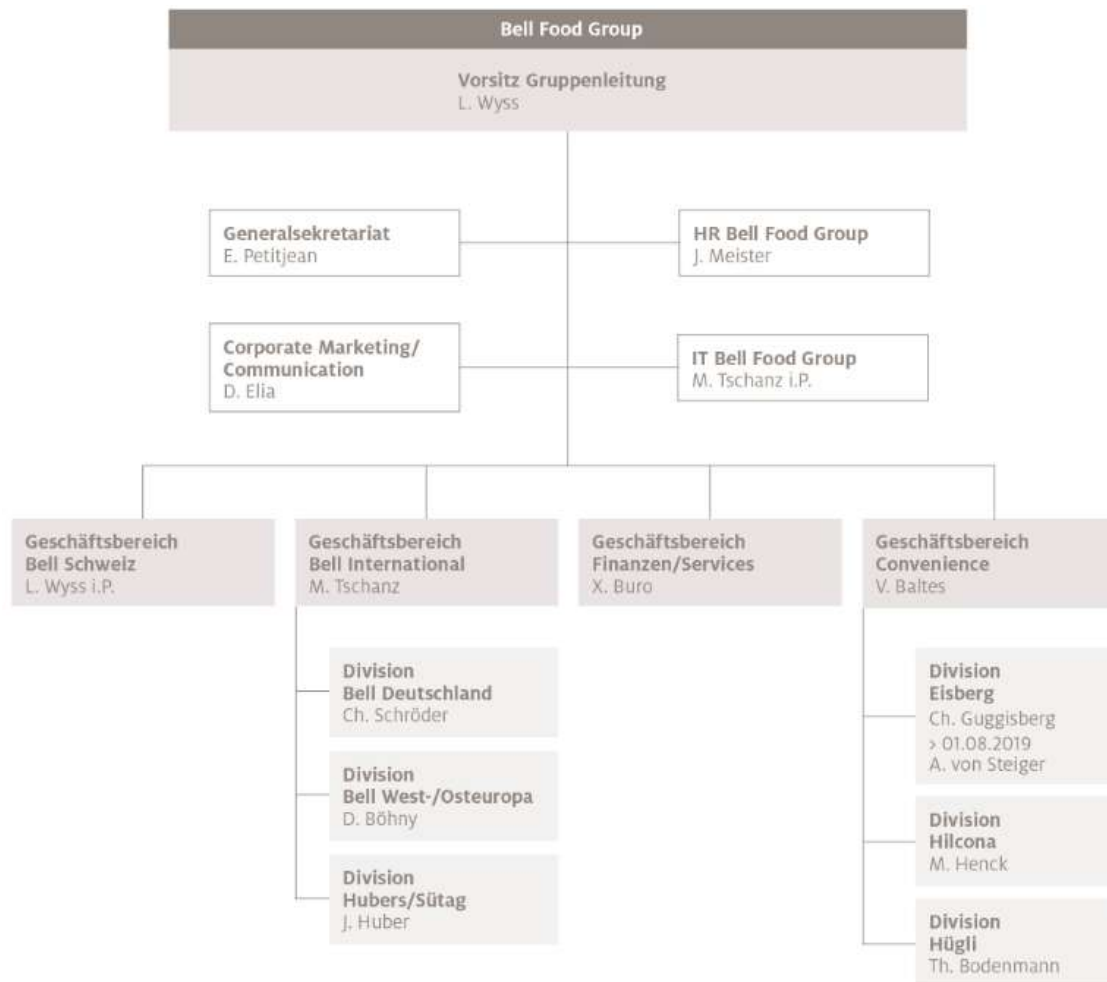 Bell Food Group
Vorsitz Gruppenleitung
L. Wyss
Generalsekretariat
E. Petitjean
HR Bell Food Group
J. Meister
Corporate Marketing/
Communication
D. Elia
IT Bell Food Group
M. Tschanz i.P.
Geschäftsbereich
Bell Schweiz
L. Wyss i.P.
Geschäftsbereich
Bell International
M. Tschanz
Geschäftsbereich
Finanzen/Services
X. Buro
Geschäftsbereich
Convenience
V. Baltes
Division
Bell Deutschland
Ch. Schröder
Division
Bell West-/Osteuropa
D. Böhny
Division
Hubers/Sütag
J. Huber
Division
Eisberg
Ch. Guggisberg
› 01.08.2019
A. von Steiger
Division
Hilcona
M. Henck
Division
Hügli
Th. Bodenmann